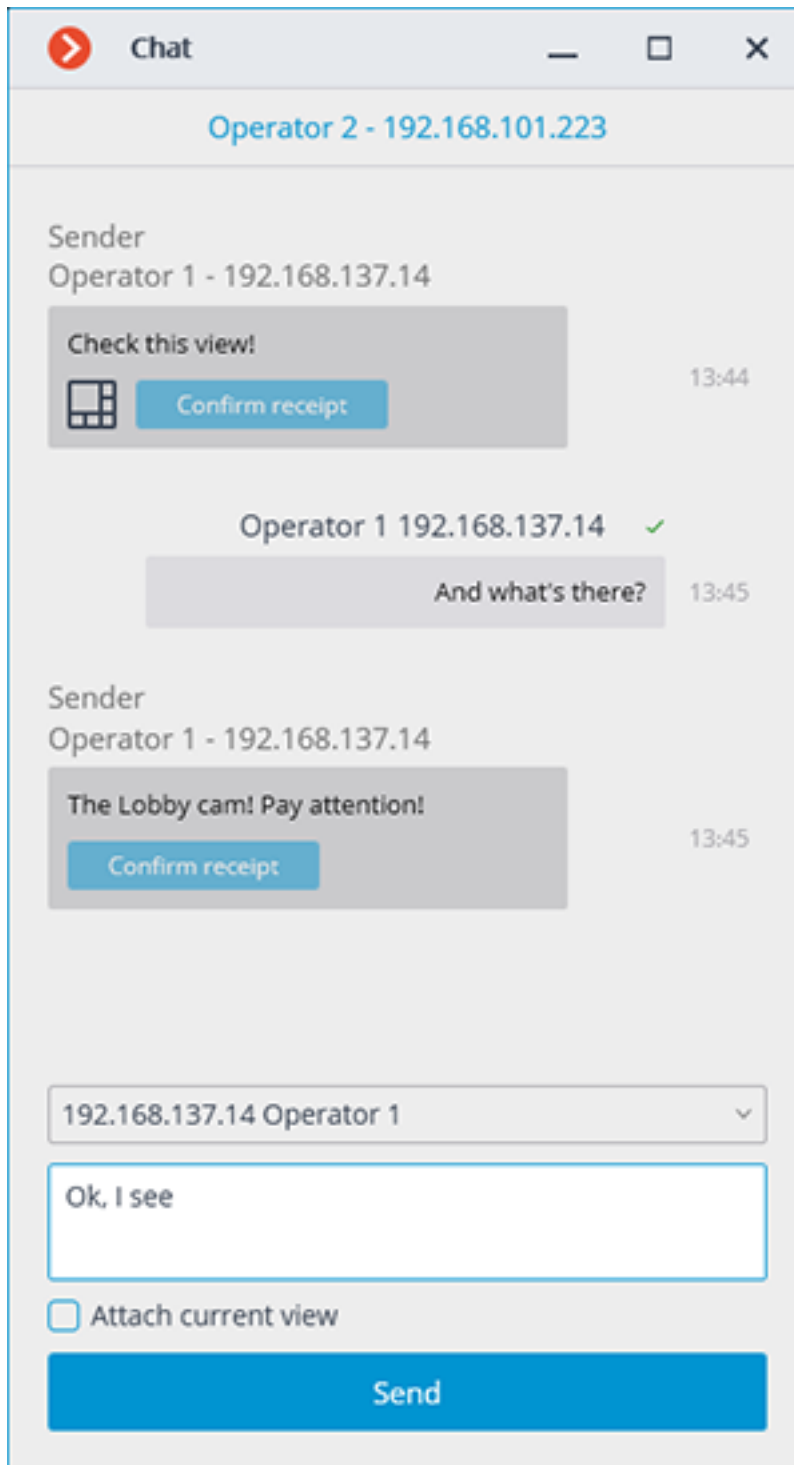 Chat
Operator 2 - 192.168.101.223
Sender
Operator 1 - 192.168.137.14
Check this view!
Confirm receipt
13:44
Operator 1 192.168.137.14
And what's there?
13:45
Sender
Operator 1 - 192.168.137.14
The Lobby cam! Pay attention!
Confirm receipt
13:45
192.168.137.14 Operator 1
Ok, I see
Attach current view
Send